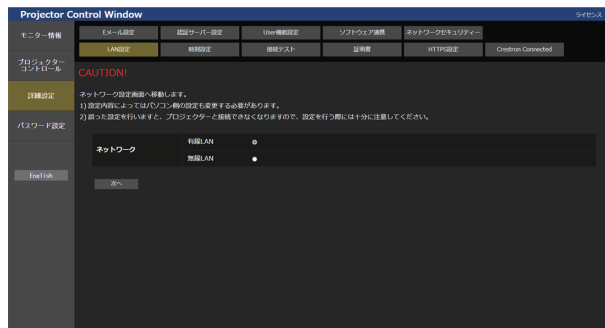 Projector Control Window
ライセンス
モニター情報
プロジェクター
コントロール
詳細設定
パスワード設定
English
Eメール設定
認証サーバー設定
User機能設定
ソフトウェア連携
ネットワークセキュリティー
LAN設定
時刻設定
接続テスト
証明書
HTTPS設定
Crestron Connected
CAUTION!
ネットワーク設定画面へ移動します。
1) 設定内容によってはパソコン側の設定も変更する必要があります。
2) 誤った設定を行いますと、プロジェクターと接続できなくなりますので、設定を行う際には十分に注意してください。
ネットワーク
有線LAN
無線LAN
次へ